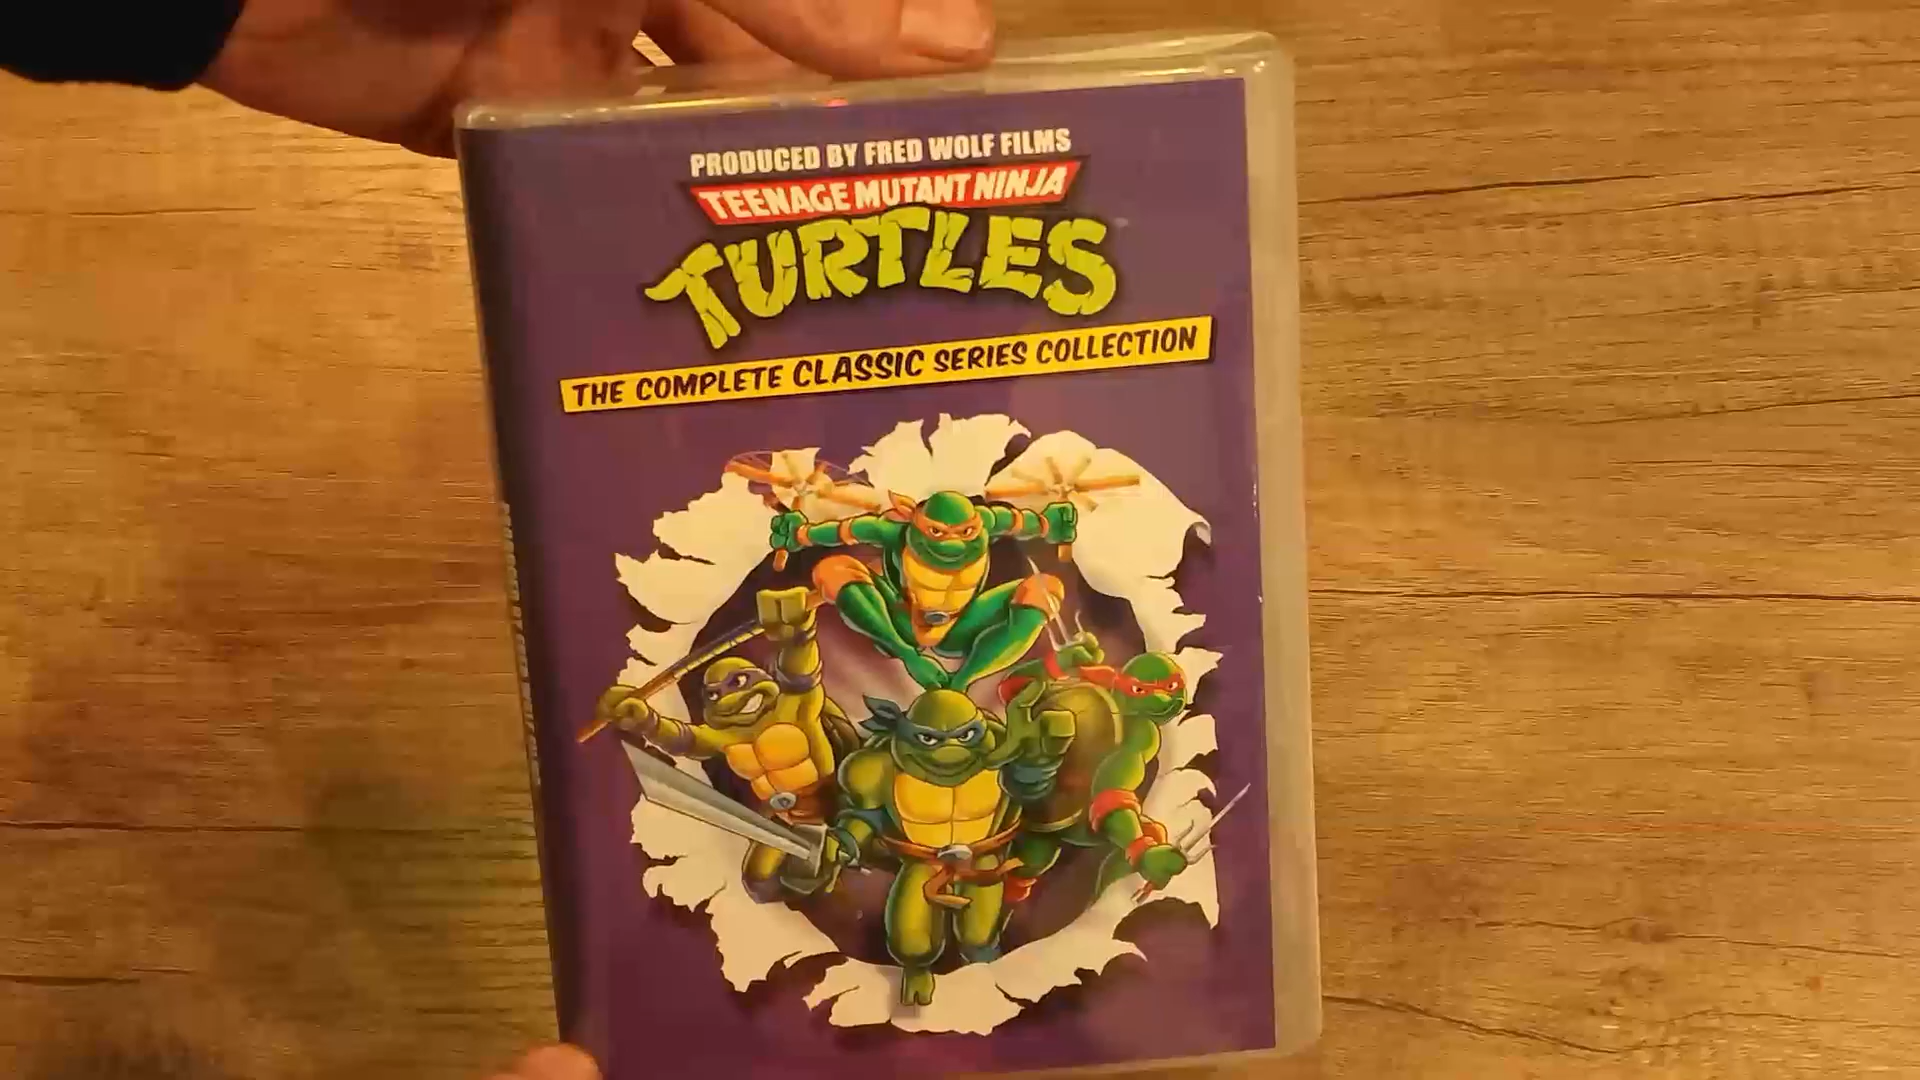 PRODUCED BY FRED WOLF FILMS
TEENAGE MUTANT NINJA
TURTLES
THE COMPLETE CLASSIC SERIES COLLECTION